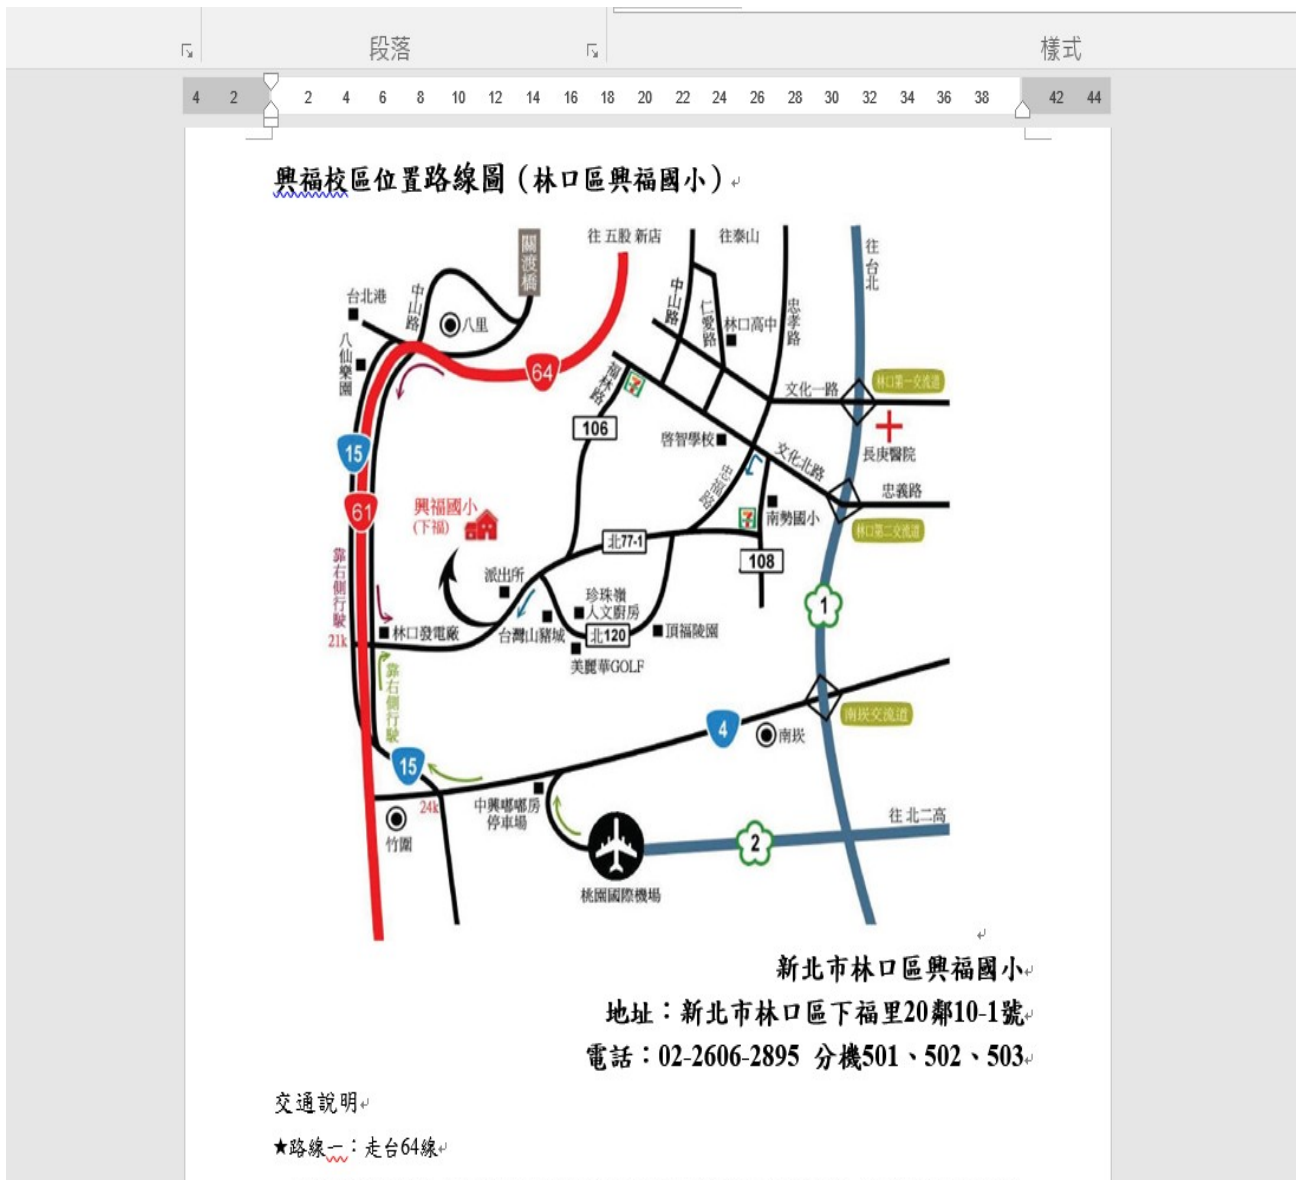 段落
樣式
4 2 2 4 6 8 10 12 14 16 18 20 22 24 26 28 30 32 34 36 38 42 44
興福校區位置路線圖（林口區興福國小）
關渡橋
往 五股 新店
往泰山
往 台北
台北港
中山路
八里
中山路
仁愛路
林口高中
忠孝路
八仙樂園
64
福林路
文化一路
林口第一交流道
106
啓智學校
長庚醫院
15
文化北路
忠福路
忠義路
61
興福國小
(下福)
南勢國小
林口第二交流道
北77-1
108
靠右側行駛
派出所
珍珠嶺
人文廚房
1
21k
林口發電廠
台灣山豬城
北120
頂福陵園
美麗華GOLF
靠右側行駛
4
南崁
南崁交流道
15
24k
中興嘟嘟房
停車場
竹圍
2
往 北二高
桃園國際機場
新北市林口區興福國小
地址：新北市林口區下福里20鄰10-1號
電話：02-2606-2895 分機501、502、503
交通說明
★路線一：走台64線